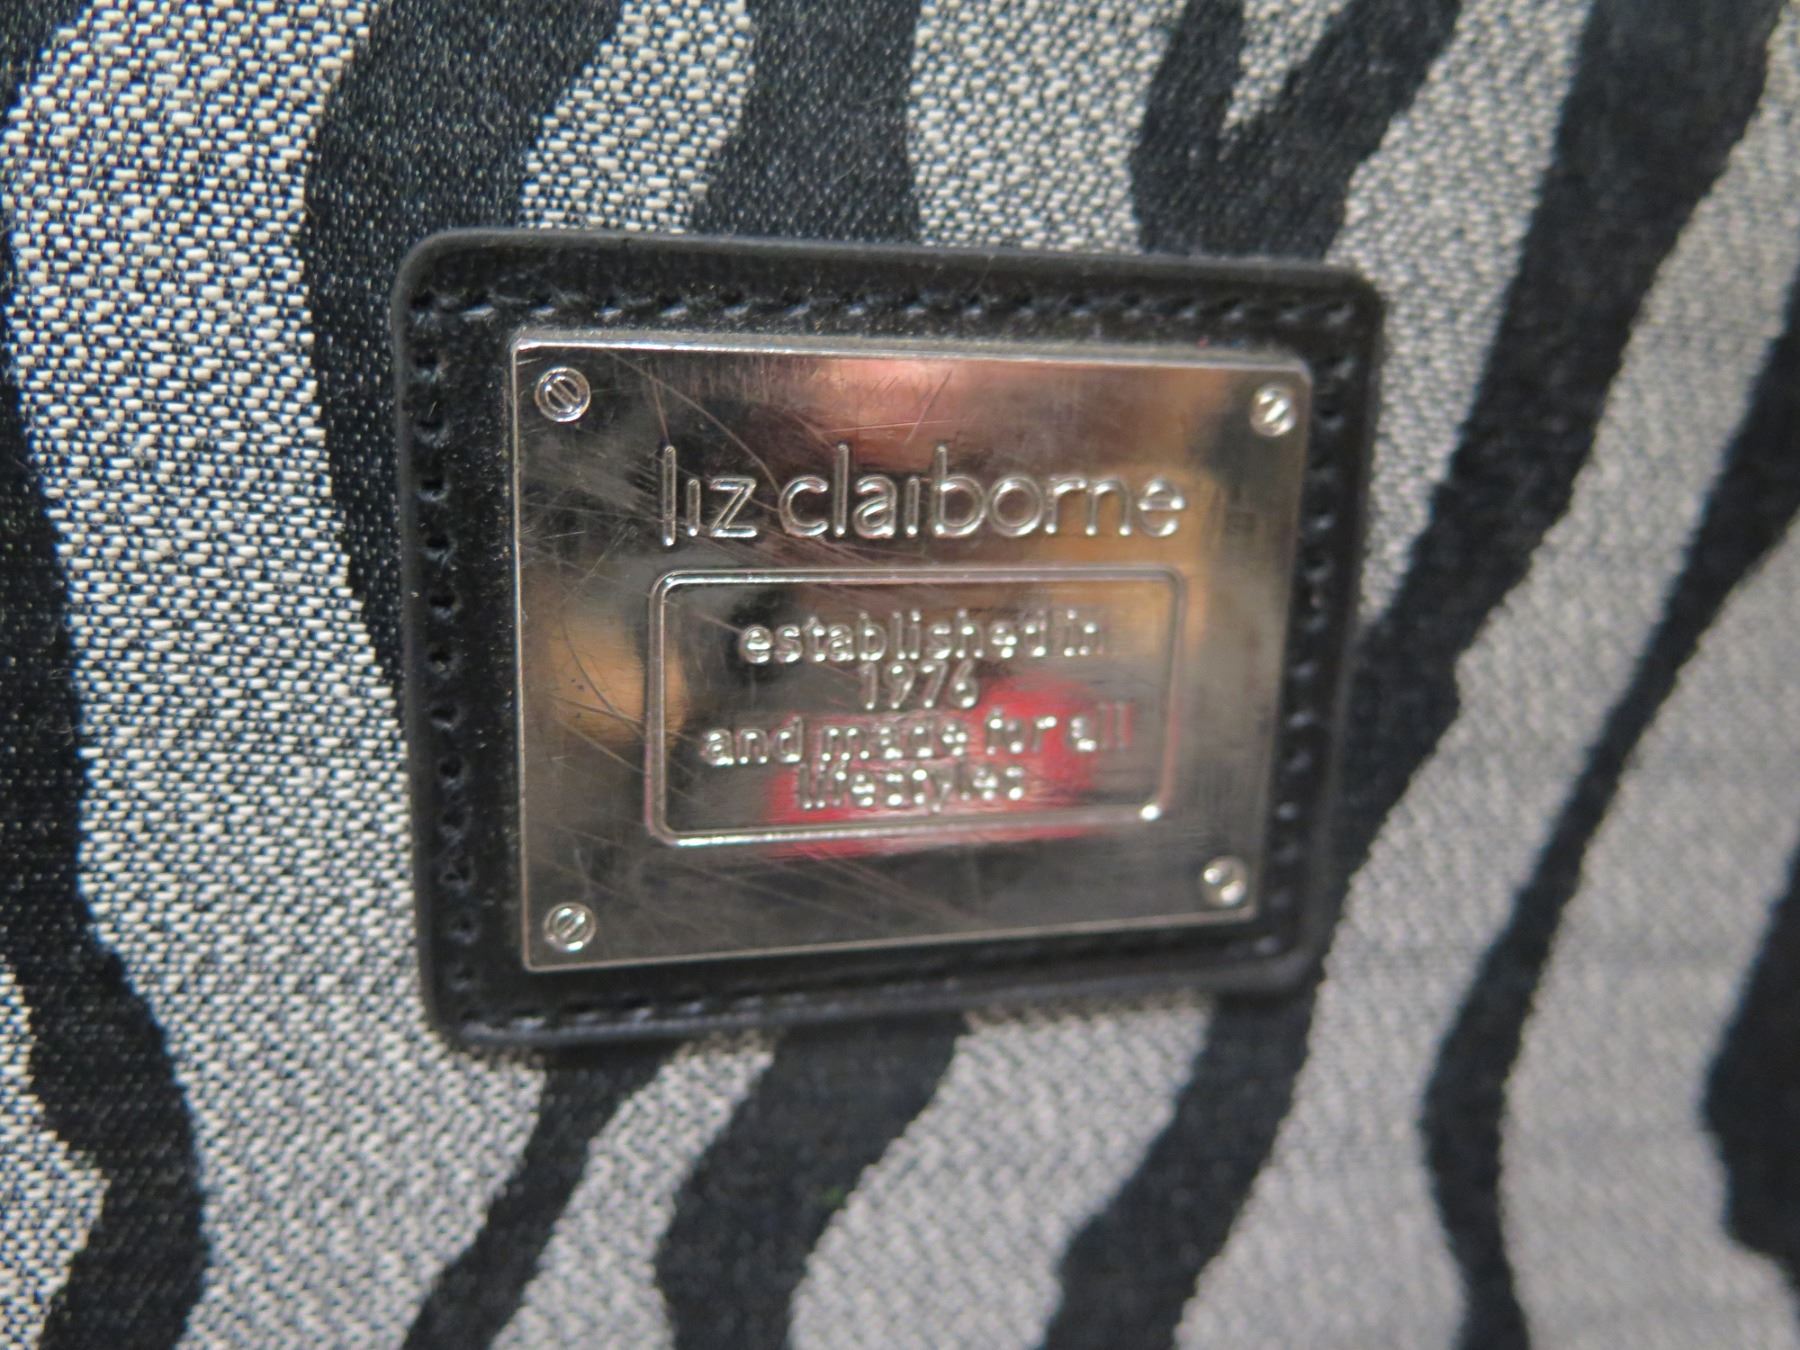 liz claiborne
established in
1976
and made for all
lifestyles